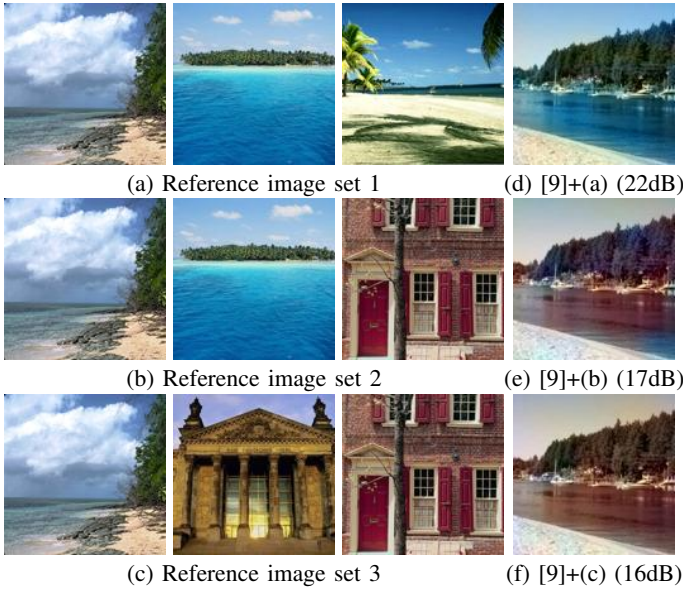 (a) Reference image set 1 (d) [9]+(a) (22dB)
(b) Reference image set 2 (e) [9]+(b) (17dB)
(c) Reference image set 3 (f) [9]+(c) (16dB)